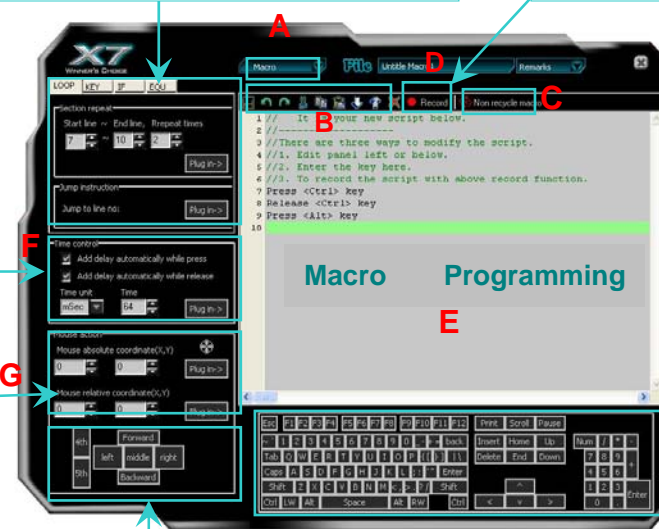 A
X7
WINNER'S CHOICE
Macro
File
Untitle Macro
D
Remarks
LOOP KEY IF EQU
B
Record
Non recycle macro
C
Section repeat
Start line ~ End line, Rrepeat times
7 ~ 10 2
Plug in->
Jump instruction
Jump to line no:
Plug in->
1 // It is your new script below.
2 //-------------------
3 //There are three ways to modify the script.
4 //1. Edit panel left or below.
5 //2. Enter the key here.
6 //3. To record the script with above record function.
7 Press <Ctrl> key
8 Release <Ctrl> key
9 Press <Alt> key
10
F
Time control
Add delay automatically while press
Add delay automatically while release
Time unit Time
mSec 64 Plug in->
Macro Programming
E
Mouse action
Mouse absolute coordinate(X,Y)
0 0 Plug in->
G
Mouse relative coordinate(X,Y)
0 0 Plug in->
4th Forward
left middle right
5th Backward
Esc F1 F2 F3 F4 F5 F6 F7 F8 F9 F10 F11 F12 Print Scroll Pause
1 2 3 4 5 6 7 8 9 0 back Insert Home Up Num / * -
Tab Q W E R T Y U I O P Delete End Down 7 8 9 +
Caps A S D F G H J K L Enter 4 5 6
Shift Z X C V B N M Shift ^ 1 2 3 Enter
Ctrl LW Alt Space Alt RW Ctrl < v > 0 .